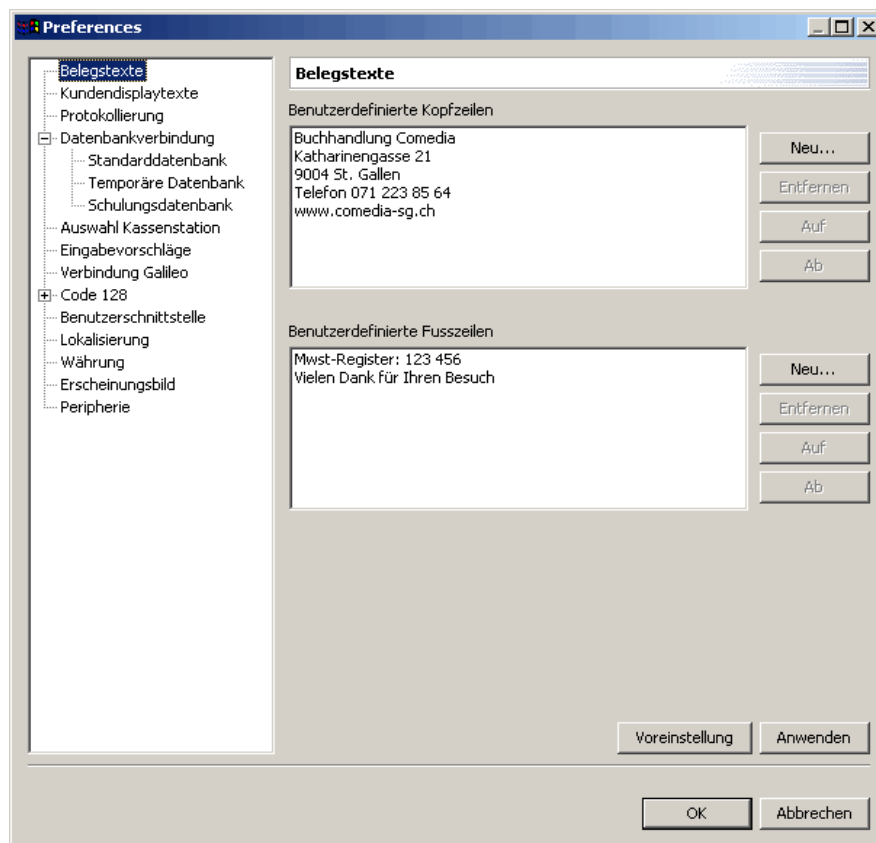 Preferences
Belegstexte
Kundendisplaytexte
Protokollierung
Datenbankverbindung
Standarddatenbank
Temporäre Datenbank
Schulungsdatenbank
Auswahl Kassenstation
Eingabevorschläge
Verbindung Galileo
Code 128
Benutzerschnittstelle
Lokalisierung
Währung
Erscheinungsbild
Peripherie
Belegstexte
Benutzerdefinierte Kopfzeilen
Buchhandlung Comedia
Katharinengasse 21
9004 St. Gallen
Telefon 071 223 85 64
www.comedia-sg.ch
Neu...
Entfernen
Auf
Ab
Benutzerdefinierte Fusszeilen
Mwst-Register: 123 456
Vielen Dank für Ihren Besuch
Neu...
Entfernen
Auf
Ab
Voreinstellung
Anwenden
OK
Abbrechen